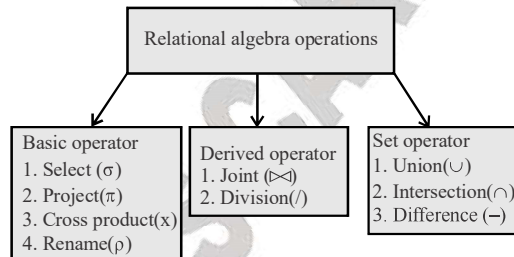 Relational algebra operations
Basic operator
1. Select (σ)
2. Project(π)
3. Cross product(x)
4. Rename(ρ)
Derived operator
1. Joint (⋈)
2. Division(/)
Set operator
1. Union(∪)
2. Intersection(∩)
3. Difference (−)